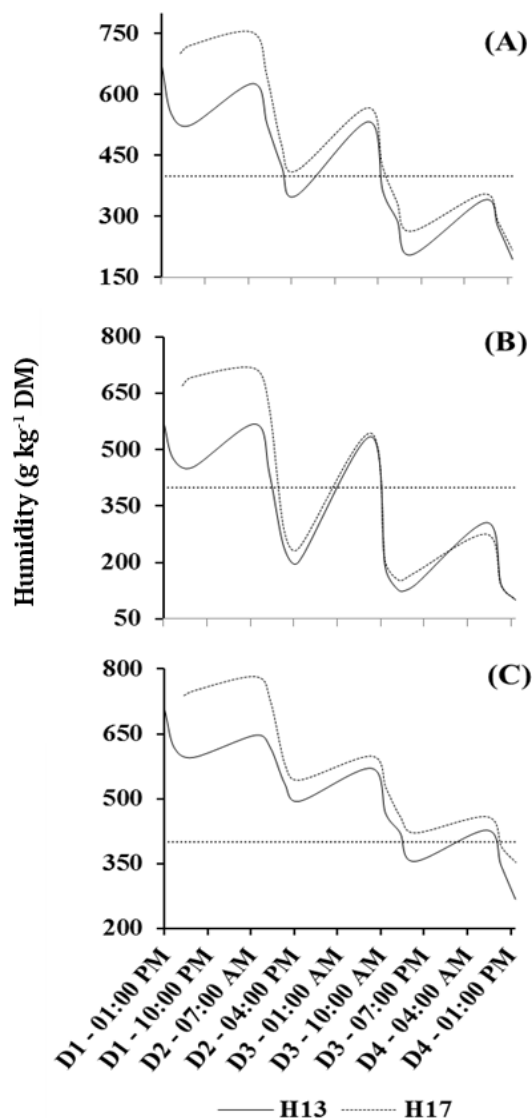 Humidity (g kg⁻¹ DM)
(A)
750
600
450
300
150
(B)
800
650
500
350
200
50
(C)
800
650
500
350
200
D1 - 01:00 PM
D1 - 10:00 PM
D2 - 07:00 AM
D2 - 04:00 PM
D3 - 01:00 AM
D3 - 10:00 AM
D3 - 07:00 PM
D4 - 04:00 AM
D4 - 01:00 PM
H13 H17